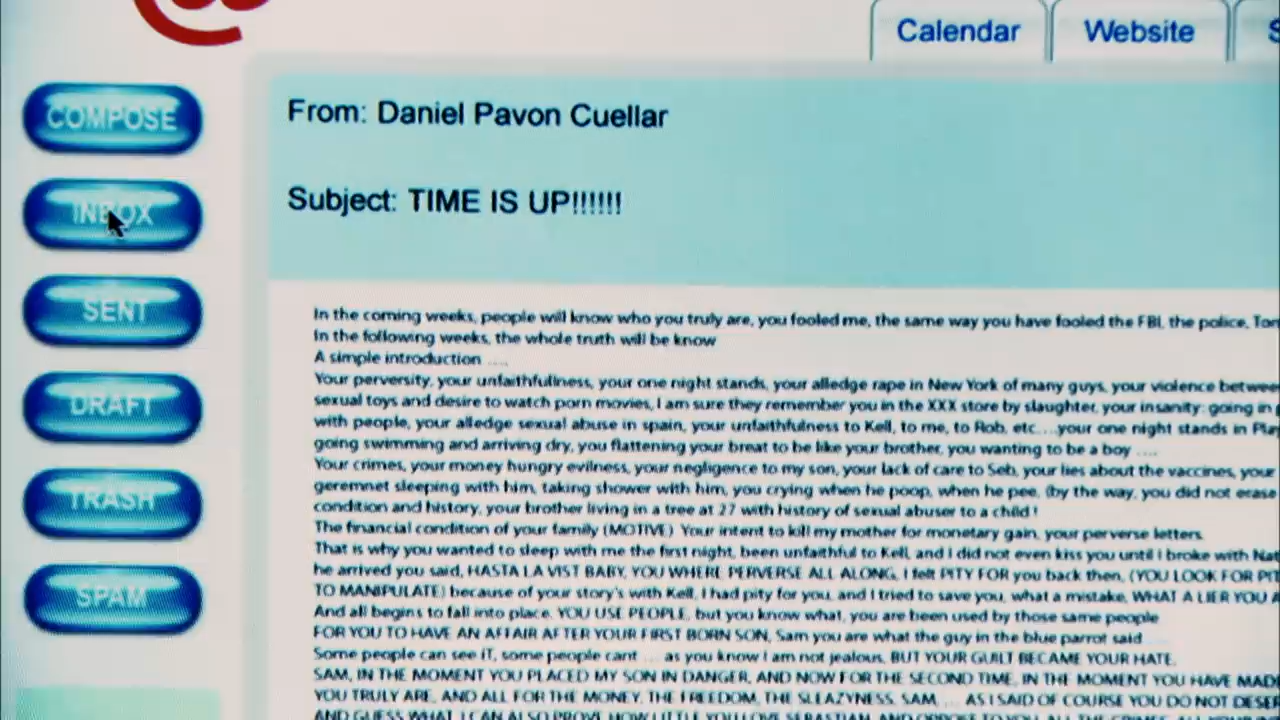 Calendar
Website
COMPOSE
INBOX
SENT
DRAFT
TRASH
SPAM
From: Daniel Pavon Cuellar
Subject: TIME IS UP!!!!!!
In the coming weeks, people will know who you truly are, you fooled me, the same way you have fooled the FBI, the police,
In the following weeks, the whole truth will be know
A simple introduction ....
Your perversity, your unfaithfullness, your one night stands, your alledge rape in New York of many guys, your violence
sexual toys and desire to watch porn movies, I am sure they remember you in the XXX store by slaughter, your insanity: going in
with people, your alledge sexual abuse in spain, your unfaithfulness to Kell, to me, to Rob, etc....your one night stands in
going swimming and arriving dry, you flattening your breat to be like your brother, you wanting to be a boy ....
Your crimes, your money hungry evilness, your negligence to my son, your lack of care to Seb, your lies about the vaccines, your
geremnet sleeping with him, taking shower with him, you crying when he poop, when he pee, (by the way, you did not erase
condition and history, your brother living in a tree at 27 with history of sexual abuser to a child!
The financial condition of your family (MOTIVE) Your intent to kill my mother for monetary gain, your perverse letters.
That is why you wanted to sleep with me the first night, been unfaithful to Kell, and I did not even kiss you until I broke with
he arrived you said, HASTA LA VIST BABY, YOU WHERE PERVERSE ALL ALONG, I felt PITY FOR you back then, (YOU LOOK FOR
TO MANIPULATE) because of your story's with Kell, I had pity for you, and I tried to save you, what a mistake, WHAT A LIER YOU
And all begins to fall into place. YOU USE PEOPLE, but you know what, you are been used by those same people
FOR YOU TO HAVE AN AFFAIR AFTER YOUR FIRST BORN SON, Sam you are what the guy in the blue parrot said ...
Some people can see iT, some people cant .... as you know I am not jealous, BUT YOUR GUILT BECAME YOUR HATE.
SAM, IN THE MOMENT YOU PLACED MY SON IN DANGER, AND NOW FOR THE SECOND TIME, IN THE MOMENT YOU HAVE
YOU TRULY ARE, AND ALL FOR THE MONEY, THE FREEDOM, THE SLEAZYNESS. SAM, .... AS I SAID OF COURSE YOU DO NOT
AND GUESS WHAT, I CAN ALSO PROVE HOW LITTLE YOU LOVE SEBASTIAN, AND